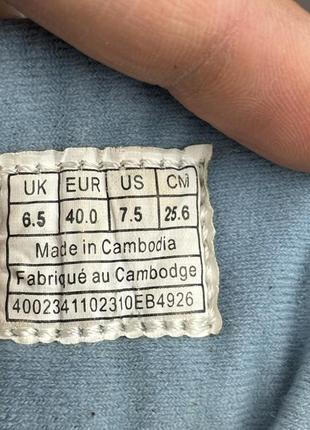 UK EUR US CM
6.5 40.0 7.5 25.6
Made in Cambodia
Fabriqué au Cambodge
4002341102310EB4926